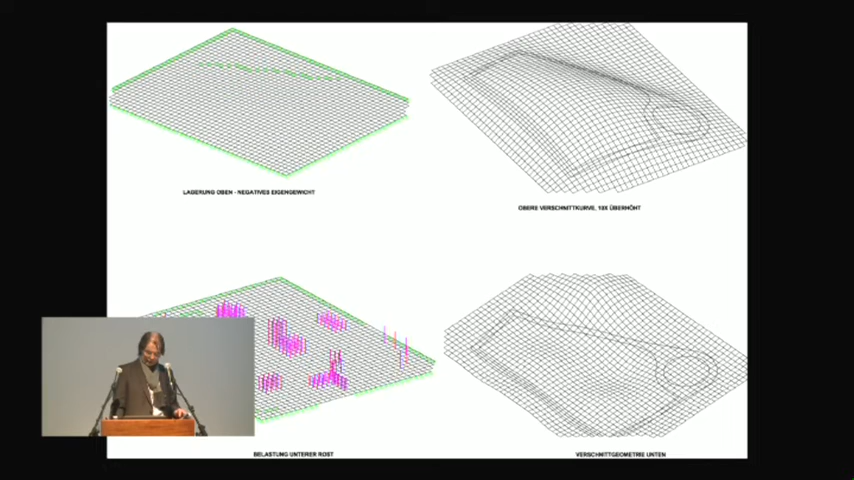 LAGERUNG OBEN - NEGATIVES EIGENGEWICHT
OBERE VERSCHNITTKURVE, 10X ÜBERHÖHT
BELASTUNG UNTERER ROST
VERSCHNITTGEOMETRIE UNTEN